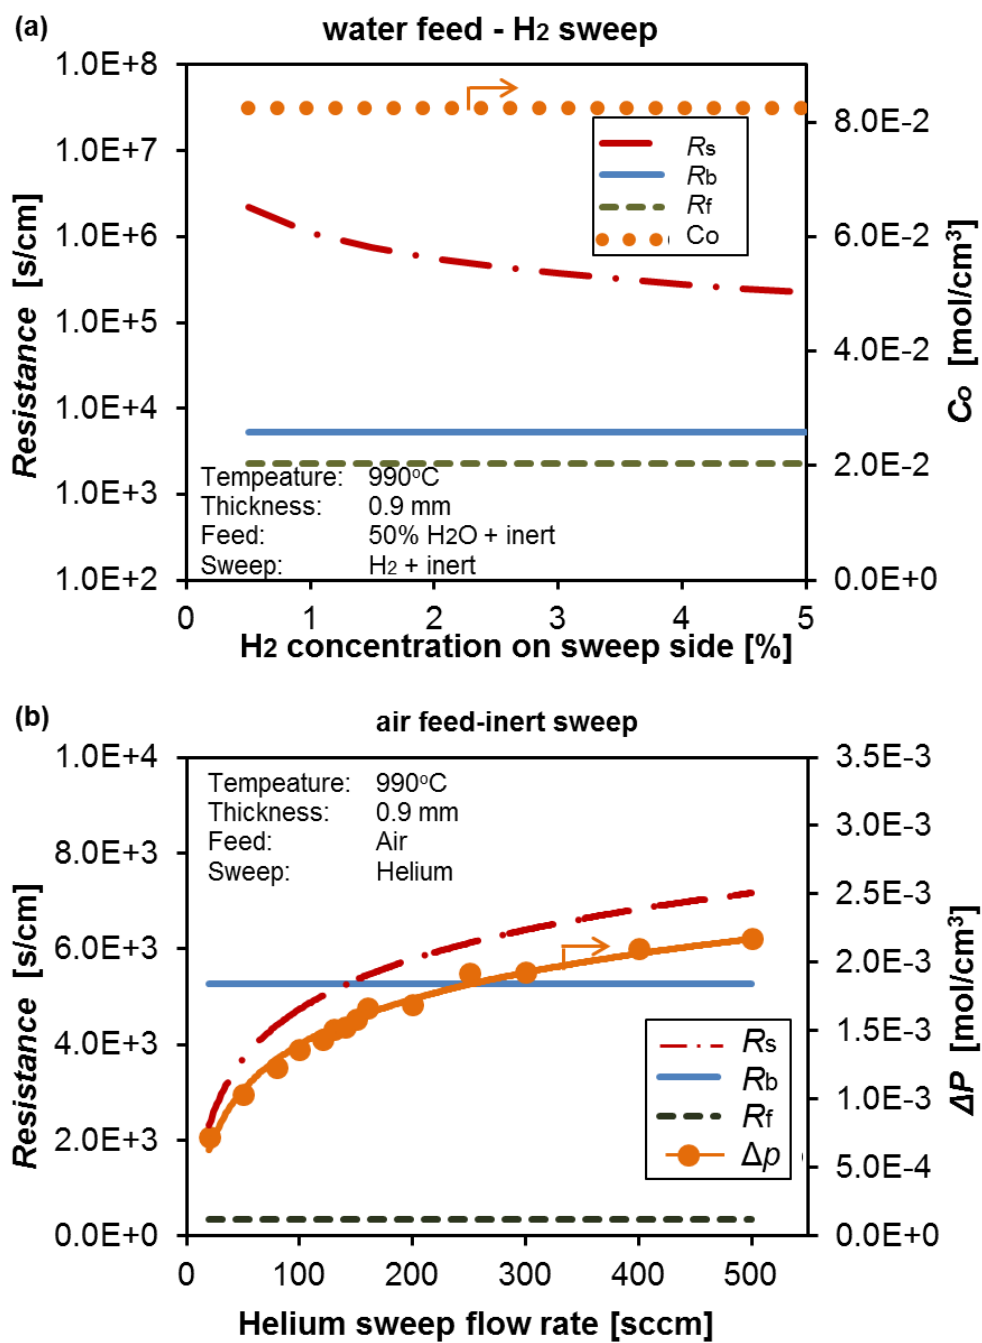 (a)
water feed - H2 sweep
1.0E+8
1.0E+7
1.0E+6
1.0E+5
1.0E+4
1.0E+3
1.0E+2
Resistance [s/cm]
8.0E-2
6.0E-2
4.0E-2
2.0E-2
0.0E+0
Co [mol/cm3]
Rs
Rb
Rf
Co
Tempeature: 990oC
Thickness: 0.9 mm
Feed: 50% H2O + inert
Sweep: H2 + inert
0 1 2 3 4 5
H2 concentration on sweep side [%]
(b)
air feed-inert sweep
1.0E+4
8.0E+3
6.0E+3
4.0E+3
2.0E+3
0.0E+0
Resistance [s/cm]
3.5E-3
3.0E-3
2.5E-3
2.0E-3
1.5E-3
1.0E-3
5.0E-4
0.0E+0
ΔP [mol/cm3]
Tempeature: 990oC
Thickness: 0.9 mm
Feed: Air
Sweep: Helium
Rs
Rb
Rf
Δp
0 100 200 300 400 500
Helium sweep flow rate [sccm]